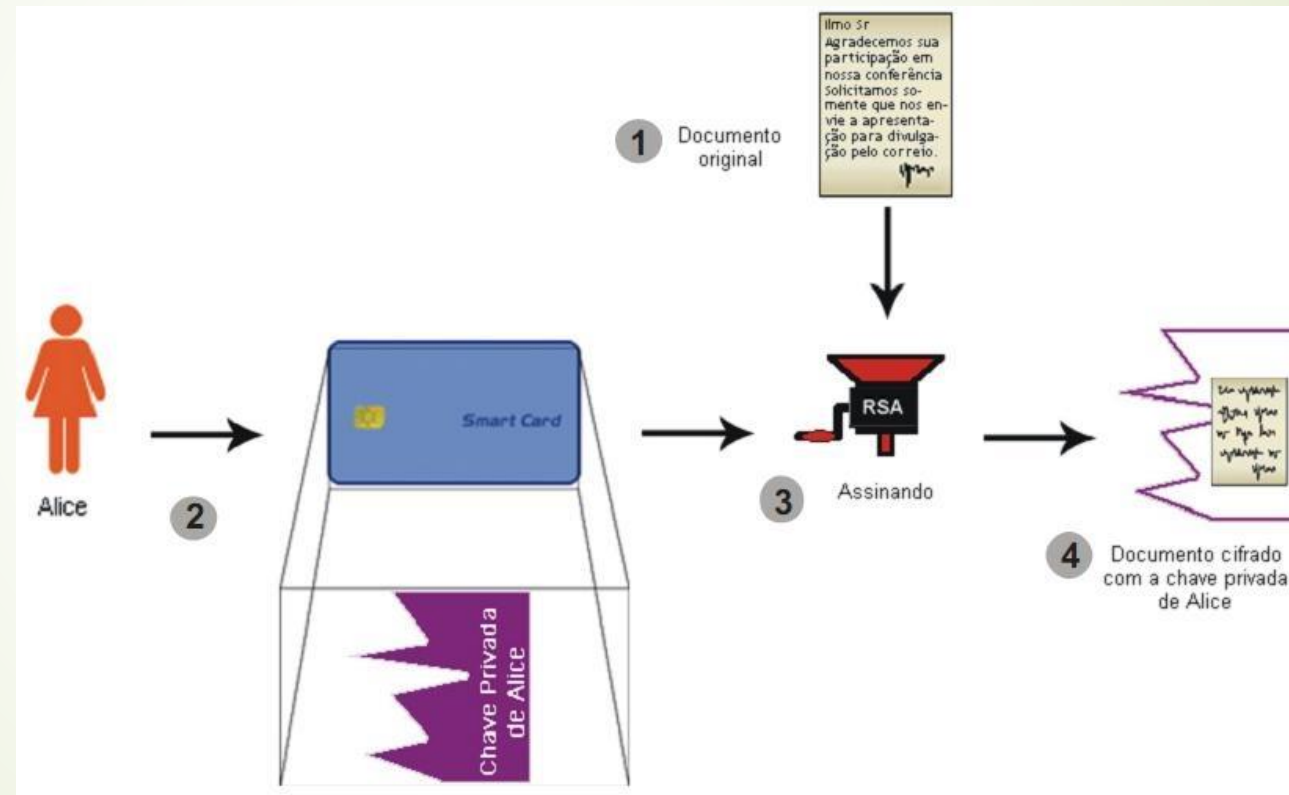 Ilmo Sr
Agradecemos sua
participação em
nossa conferência
Solicitamos so-
mente que nos en-
vie a apresenta-
ção para divulga-
ção pelo correio.
1
Documento
original
Smart Card
RSA
Alice
2
3
Assinando
4
Documento cifrado
com a chave privada
de Alice
Chave Privada
de Alice